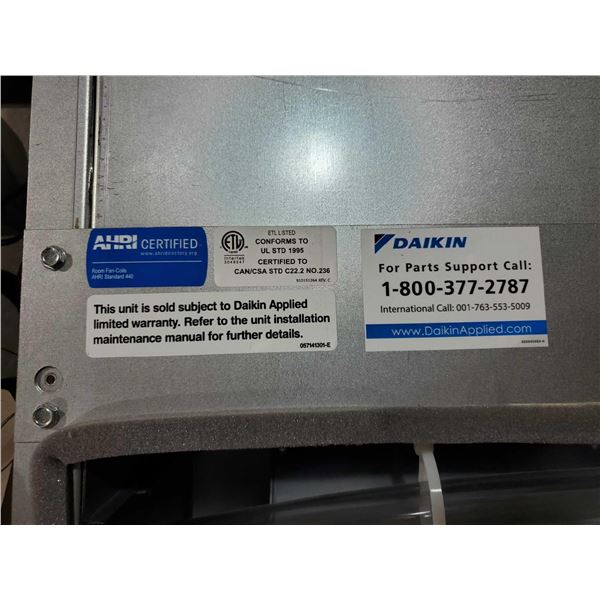 AHRI CERTIFIED
www.ahridirectory.org
Room Fan-Coils
AHRI Standard 440
ETL LISTED
CONFORMS TO
UL STD 1995
CERTIFIED TO
CAN/CSA STD C22.2 NO.236
ETL
Intertek
This unit is sold subject to Daikin Applied
limited warranty. Refer to the unit installation
maintenance manual for further details.
057141301-E
DAIKIN
For Parts Support Call:
1-800-377-2787
International Call: 001-763-553-5009
www.DaikinApplied.com